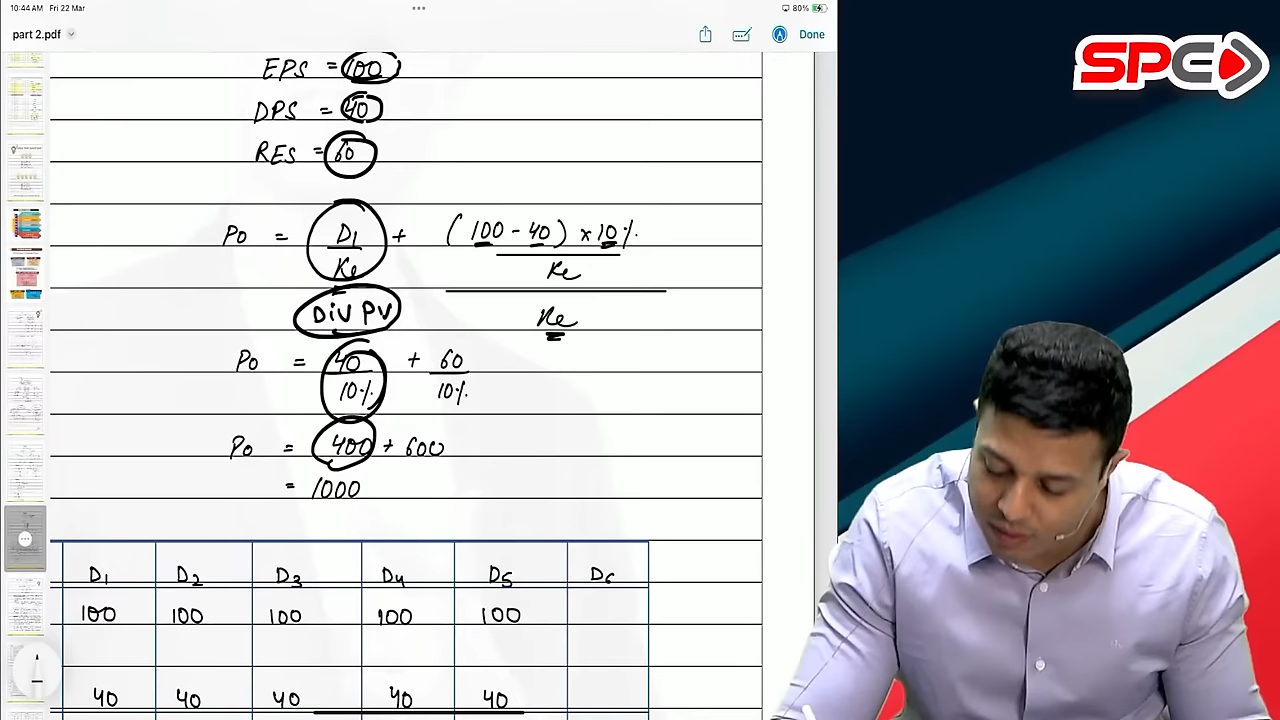 10:44 AM Fri 22 Mar
80%
part 2.pdf
Done
SPC
EPS = 100
DPS = 40
RES = 60
Po = D1 / Ke + (100 - 40) × 10% / Ke
Ke
Div PV
Po = 40 / 10% + 60 / 10%
Po = 400 + 600
= 1000
D1 D2 D3 D4 D5 D6
100 100 100 100 100
40 40 40 40 40